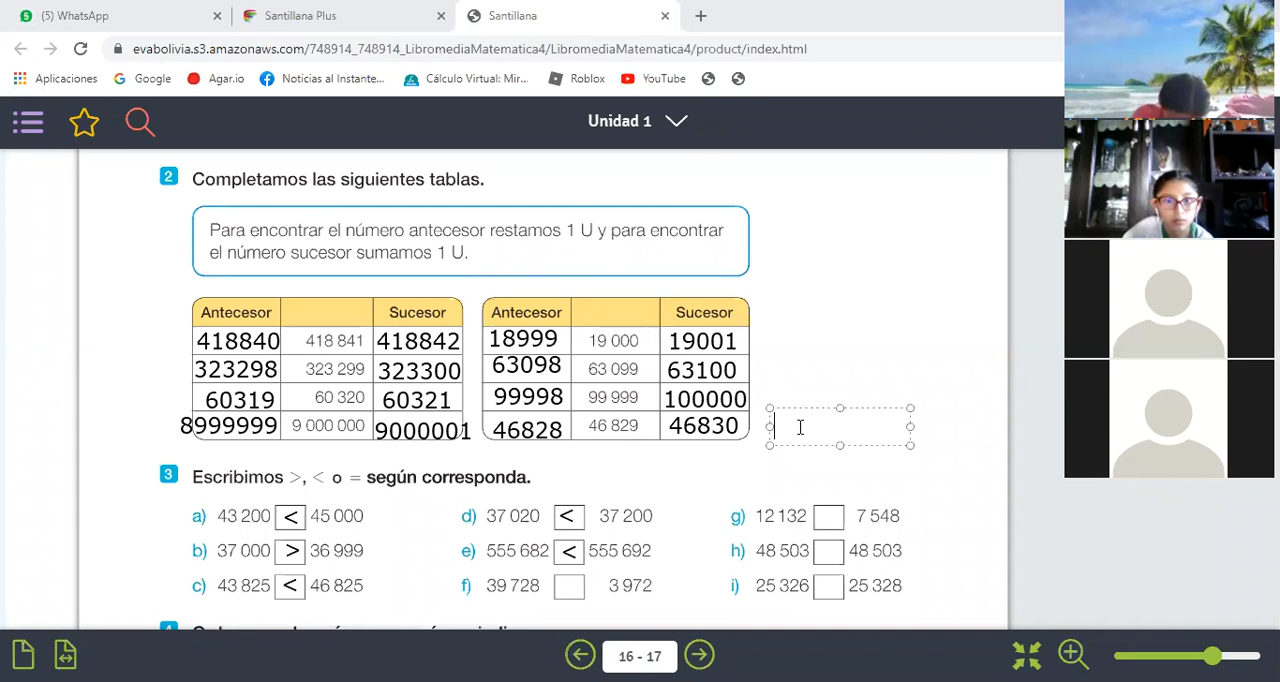 (5) WhatsApp
Santillana Plus
Santillana
evabolivia.s3.amazonaws.com/748914_748914_LibromediaMatematica4/LibromediaMatematica4/product/index.html
Aplicaciones Google Agar.io Noticias al Instante... Cálculo Virtual: Mir... Roblox YouTube
Unidad 1
2 Completamos las siguientes tablas.
Para encontrar el número antecesor restamos 1 U y para encontrar
el número sucesor sumamos 1 U.
Antecesor Sucesor Antecesor Sucesor
418840 418 841 418842 18999 19 000 19001
323298 323 299 323300 63098 63 099 63100
60319 60 320 60321 99998 99 999 100000
8999999 9 000 000 9000001 46828 46 829 46830
3 Escribimos >, < o = según corresponda.
a) 43 200 < 45 000 d) 37 020 < 37 200 g) 12 132 7 548
b) 37 000 > 36 999 e) 555 682 < 555 692 h) 48 503 48 503
c) 43 825 < 46 825 f) 39 728 3 972 i) 25 326 25 328
16 - 17